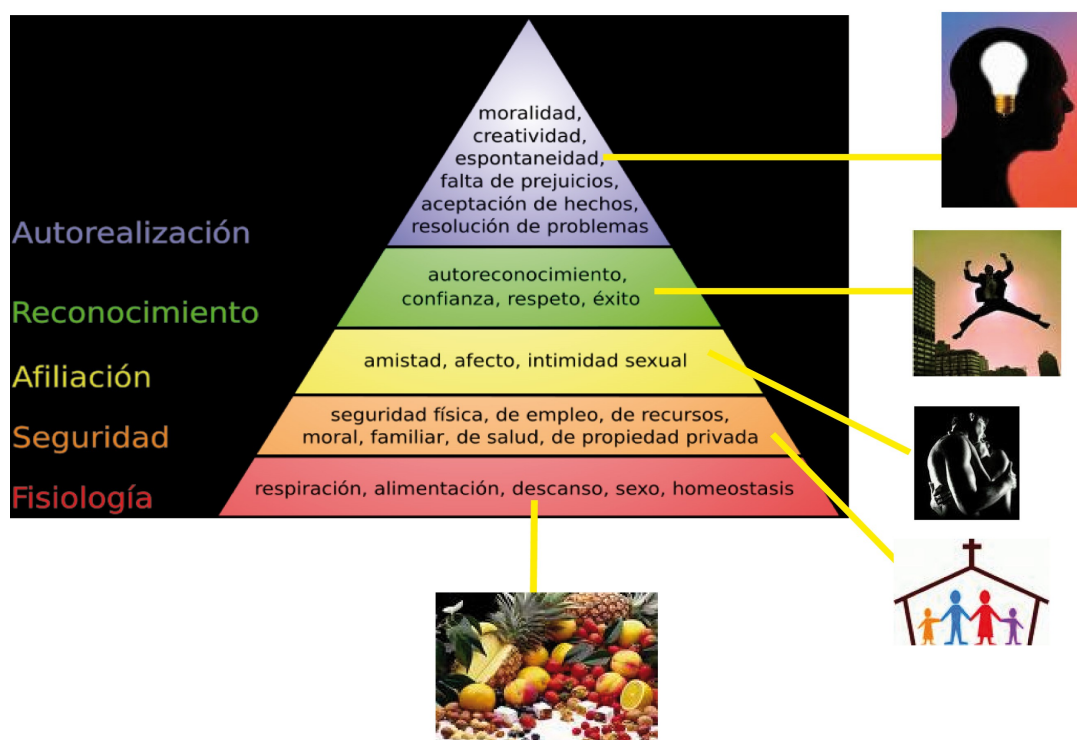 moralidad,
creatividad,
espontaneidad,
falta de prejuicios,
aceptación de hechos,
resolución de problemas
Autorealización
autoreconocimiento,
confianza, respeto, éxito
Reconocimiento
amistad, afecto, intimidad sexual
Afiliación
seguridad física, de empleo, de recursos,
moral, familiar, de salud, de propiedad privada
Seguridad
respiración, alimentación, descanso, sexo, homeostasis
Fisiología